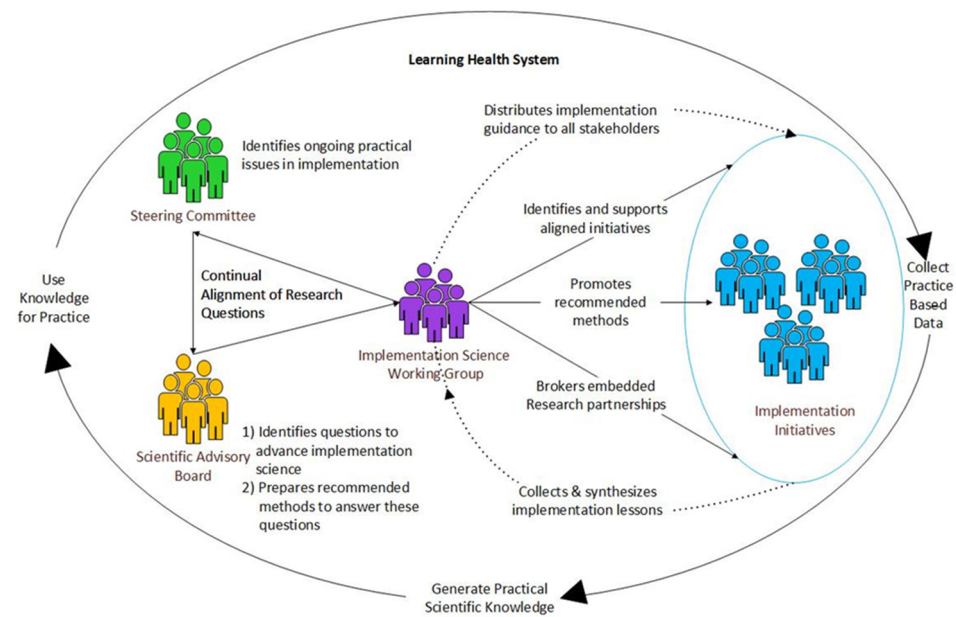 Learning Health System
Distributes implementation
guidance to all stakeholders
Identifies ongoing practical
issues in implementation
Steering Committee
Identifies and supports
aligned initiatives
Continual
Alignment of Research
Questions
Use
Knowledge
for Practice
Collect
Practice
Based
Data
Promotes
recommended
methods
Implementation Science
Working Group
Brokers embedded
Research partnerships
Implementation
Initiatives
Scientific Advisory
Board
1) Identifies questions to
advance implementation
science
2) Prepares recommended
methods to answer these
questions
Collects & synthesizes
implementation lessons
Generate Practical
Scientific Knowledge